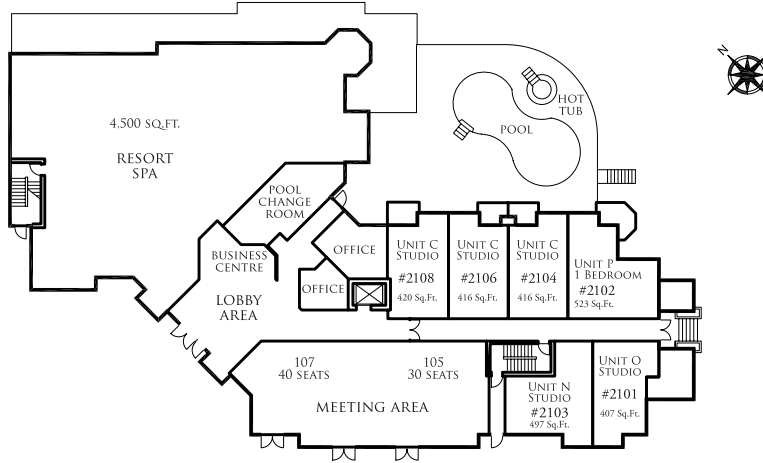 N
4,500 SQ.FT.
RESORT
SPA
HOT
TUB
POOL
POOL
CHANGE
ROOM
BUSINESS
CENTRE
LOBBY
AREA
OFFICE
OFFICE
UNIT C
STUDIO
#2108
420 SQ.FT.
UNIT C
STUDIO
#2106
416 SQ.FT.
UNIT C
STUDIO
#2104
416 SQ.FT.
UNIT P
1 BEDROOM
#2102
523 SQ.FT.
107
40 SEATS
105
30 SEATS
MEETING AREA
UNIT N
STUDIO
#2103
497 SQ.FT.
UNIT O
STUDIO
#2101
407 SQ.FT.